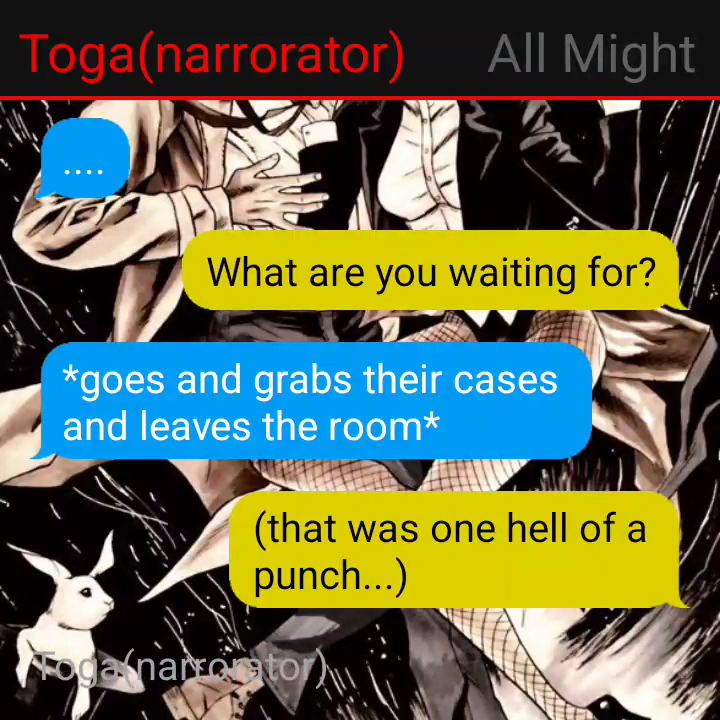 Toga(narrorator) All Might
....
What are you waiting for?
*goes and grabs their cases
and leaves the room*
(that was one hell of a
punch...)
Toga(narrorator)